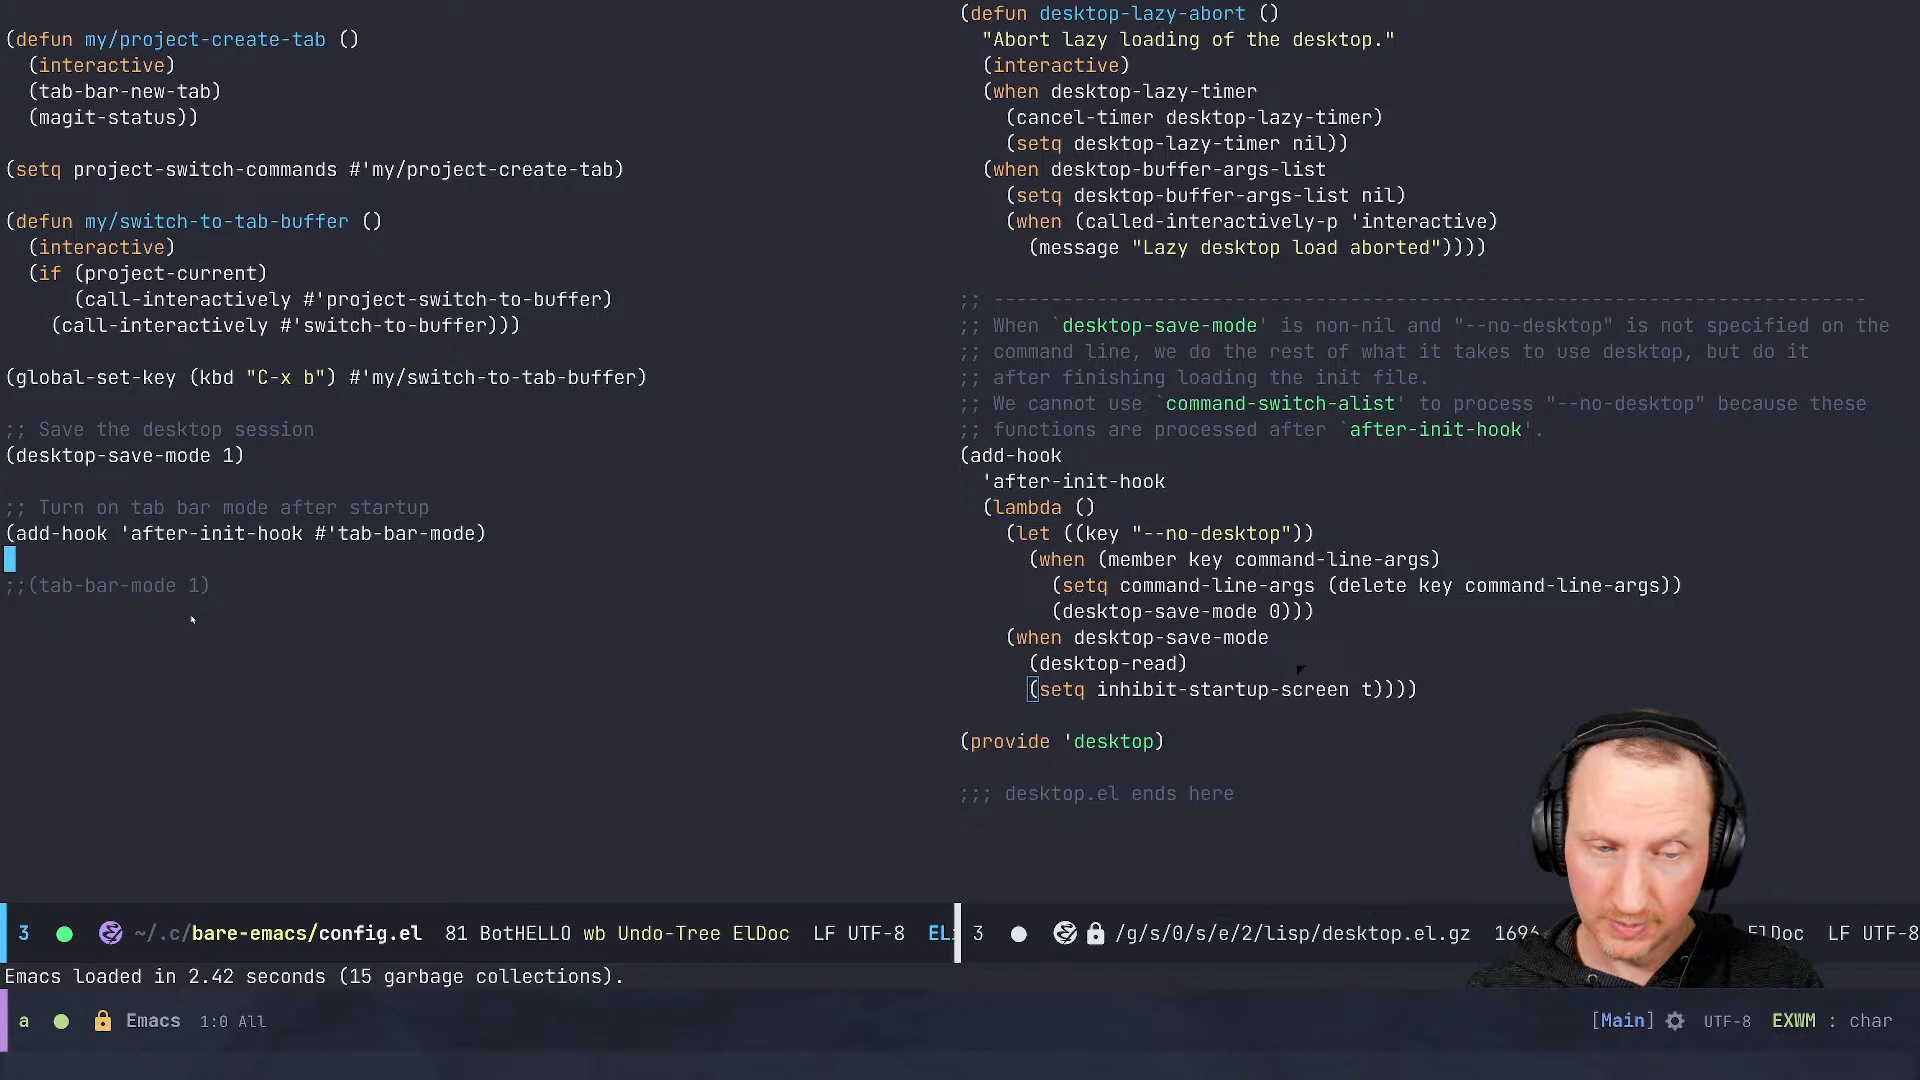 (defun my/project-create-tab ()
  (interactive)
  (tab-bar-new-tab)
  (magit-status))
(setq project-switch-commands #'my/project-create-tab)
(defun my/switch-to-tab-buffer ()
  (interactive)
  (if (project-current)
      (call-interactively #'project-switch-to-buffer)
    (call-interactively #'switch-to-buffer)))
(global-set-key (kbd "C-x b") #'my/switch-to-tab-buffer)
;; Save the desktop session
(desktop-save-mode 1)
;; Turn on tab bar mode after startup
(add-hook 'after-init-hook #'tab-bar-mode)
;;(tab-bar-mode 1)
(defun desktop-lazy-abort ()
  "Abort lazy loading of the desktop."
  (interactive)
  (when desktop-lazy-timer
    (cancel-timer desktop-lazy-timer)
    (setq desktop-lazy-timer nil))
  (when desktop-buffer-args-list
    (setq desktop-buffer-args-list nil)
    (when (called-interactively-p 'interactive)
      (message "Lazy desktop load aborted"))))
;; ----------------------------------------------------------------------------
;; When `desktop-save-mode' is non-nil and "--no-desktop" is not specified on the
;; command line, we do the rest of what it takes to use desktop, but do it
;; after finishing loading the init file.
;; We cannot use `command-switch-alist' to process "--no-desktop" because these
;; functions are processed after `after-init-hook'.
(add-hook
  'after-init-hook
  (lambda ()
    (let ((key "--no-desktop"))
      (when (member key command-line-args)
        (setq command-line-args (delete key command-line-args))
        (desktop-save-mode 0)))
    (when desktop-save-mode
      (desktop-read)
      (setq inhibit-startup-screen t))))
(provide 'desktop)
;;; desktop.el ends here
3 ~/.c/bare-emacs/config.el 81 BotHELLO wb Undo-Tree ElDoc LF UTF-8
3 /g/s/0/s/e/2/lisp/desktop.el.gz 1696 ElDoc LF UTF-8
Emacs loaded in 2.42 seconds (15 garbage collections).
a Emacs 1:0 All [Main] UTF-8 EXWM : char